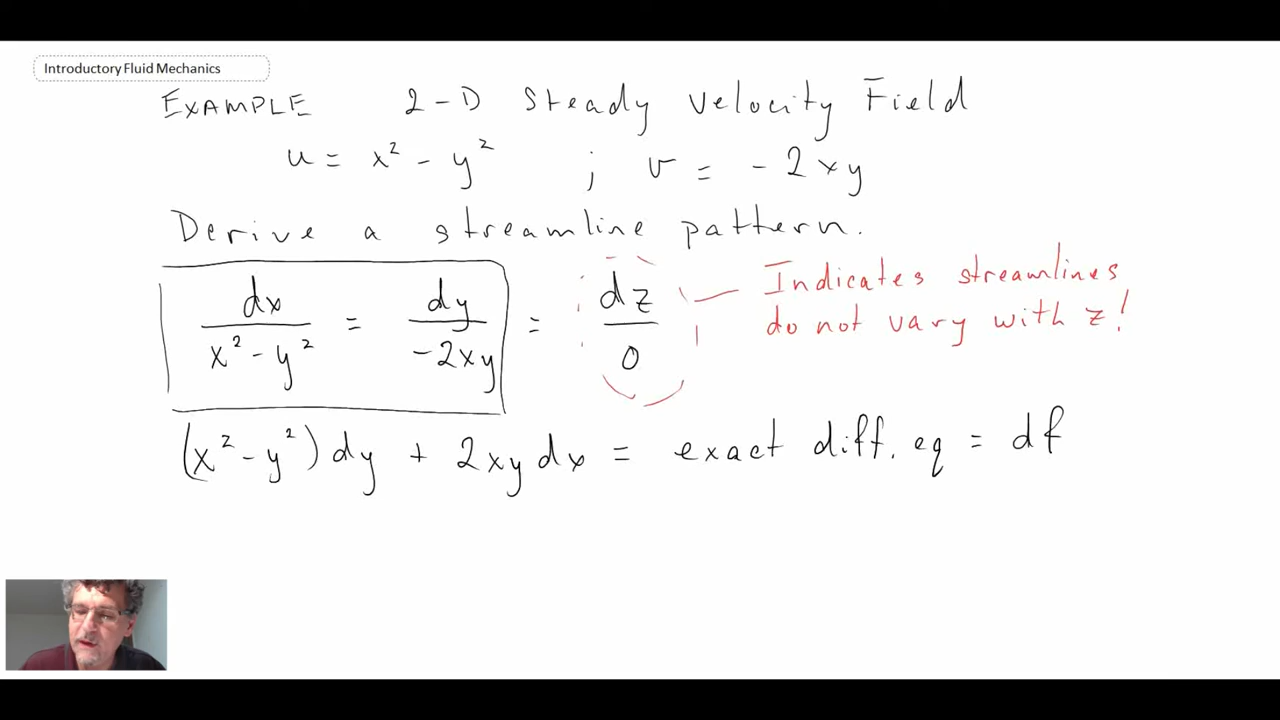 Introductory Fluid Mechanics
EXAMPLE 2-D Steady Velocity Field
u = x² - y² ; v = -2xy
Derive a streamline pattern.
dx/(x² - y²) = dy/(-2xy) = dz/0
Indicates streamlines
do not vary with z!
(x² - y²) dy + 2xy dx = exact diff. eq = df